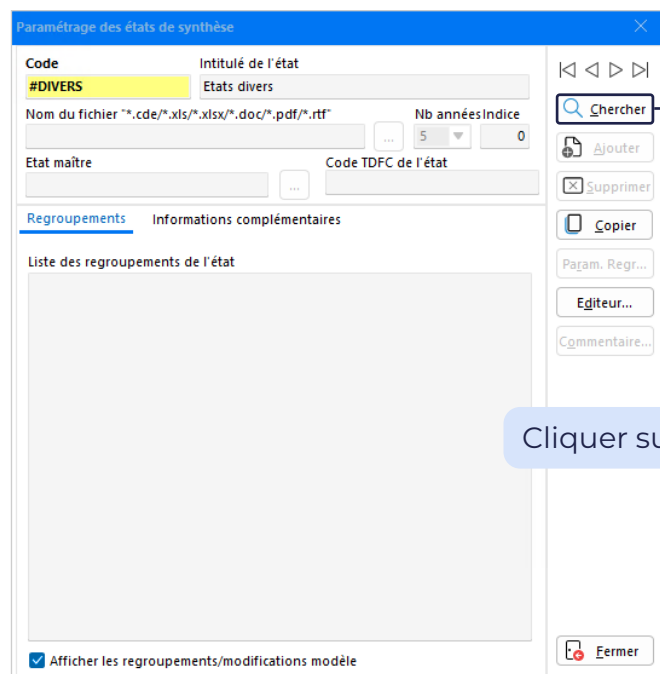 Paramétrage des états de synthèse
Code Intitulé de l'état
#DIVERS Etats divers
Nom du fichier "*.cde/*.xls/*.xlsx/*.doc/*.pdf/*.rtf" Nb années Indice
... 5 0
Etat maître Code TDFC de l'état
...
Regroupements Informations complémentaires
Liste des regroupements de l'état
Afficher les regroupements/modifications modèle
Chercher
Ajouter
Supprimer
Copier
Param. Regr...
Editeur...
Commentaire...
Cliquer su
Fermer